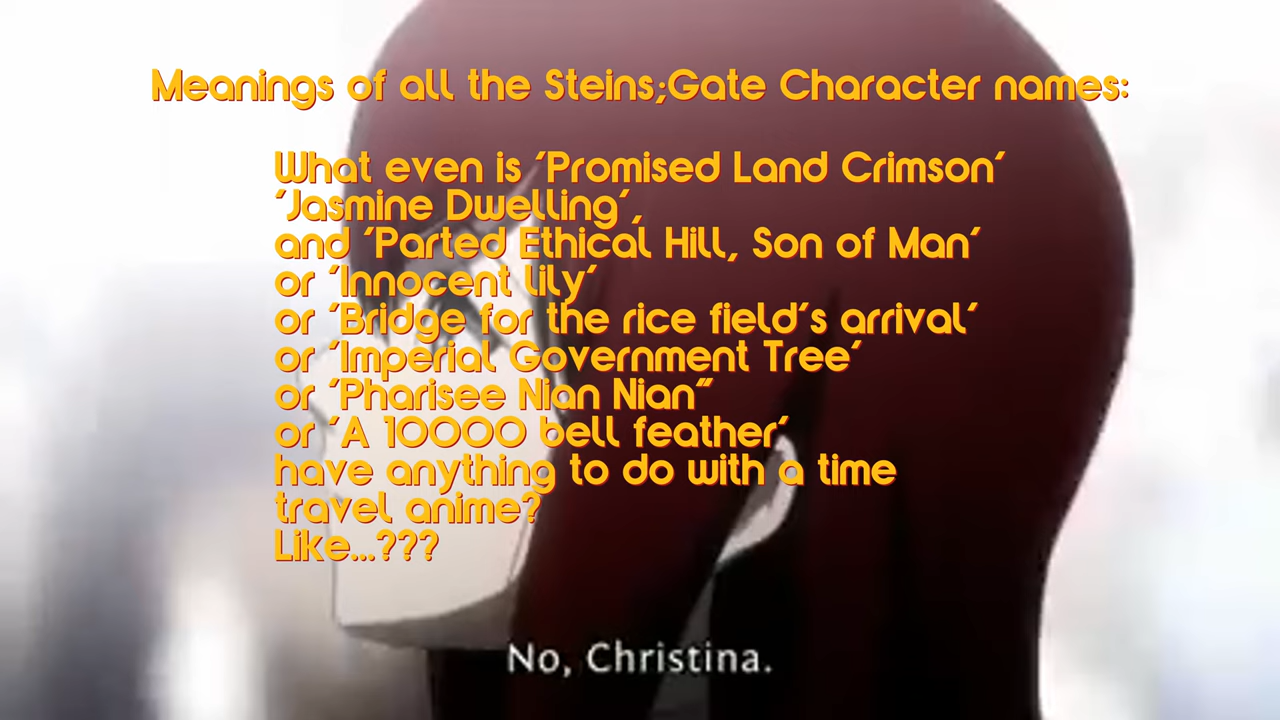 Meanings of all the Steins;Gate Character names:
What even is 'Promised Land Crimson'
'Jasmine Dwelling',
and 'Parted Ethical Hill, Son of Man'
or 'Innocent lily'
or 'Bridge for the rice field's arrival'
or 'Imperial Government Tree'
or 'Pharisee Nian Nian"
or 'A 10000 bell feather'
have anything to do with a time
travel anime?
Like...???
No, Christina.